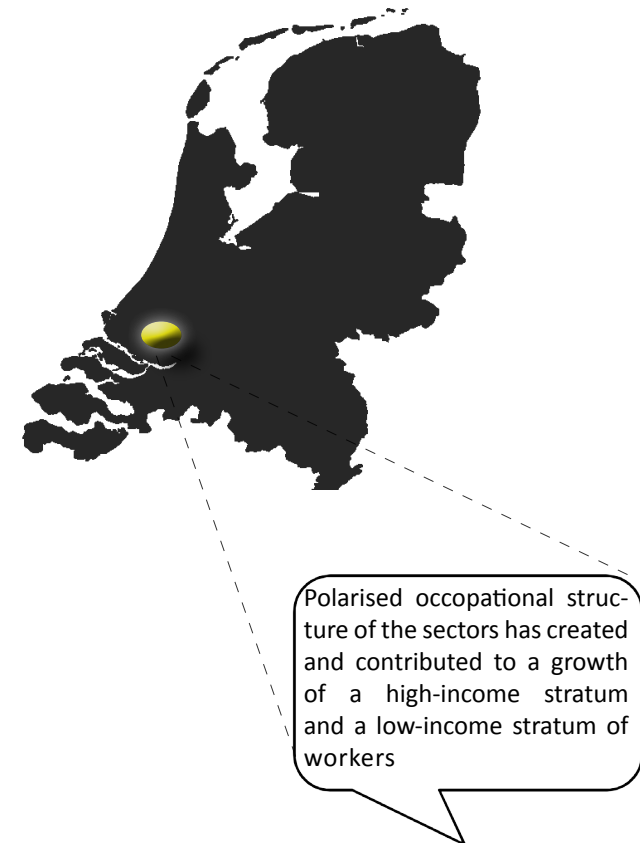 Polarised occopational struc-
ture of the sectors has created
and contributed to a growth
of a high-income stratum
and a low-income stratum of
workers